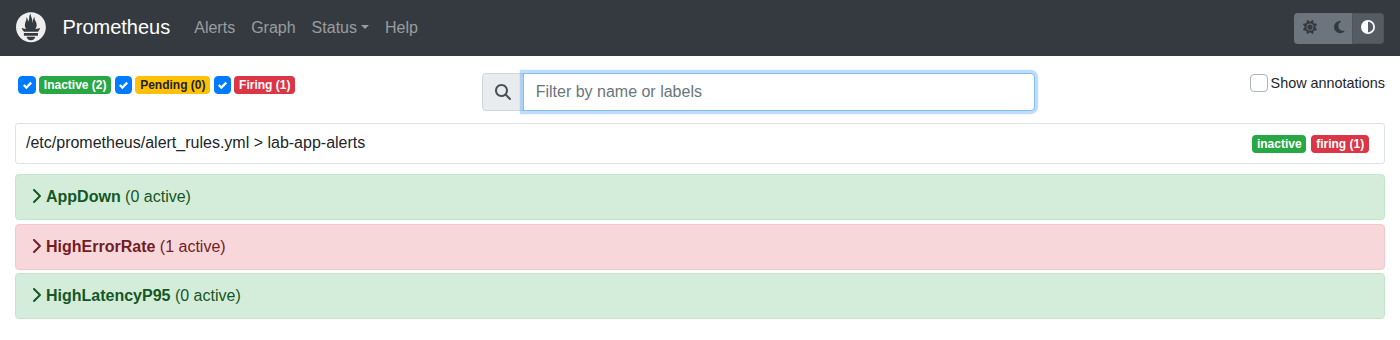 Prometheus Alerts Graph Status Help
Inactive (2) Pending (0) Firing (1) Filter by name or labels Show annotations
/etc/prometheus/alert_rules.yml > lab-app-alerts inactive firing (1)
AppDown (0 active)
HighErrorRate (1 active)
HighLatencyP95 (0 active)